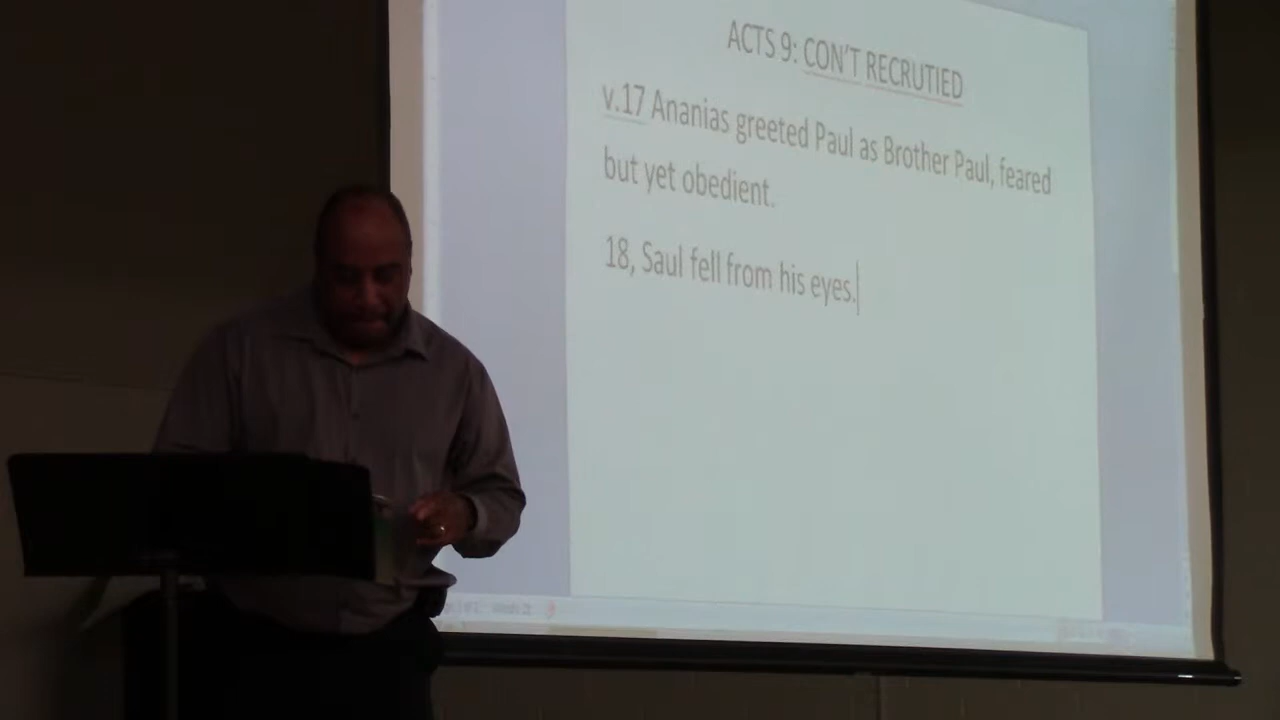 ACTS 9: CON'T RECRUTIED
v.17 Ananias greeted Paul as Brother Paul, feared
but yet obedient.
18, Saul fell from his eyes.